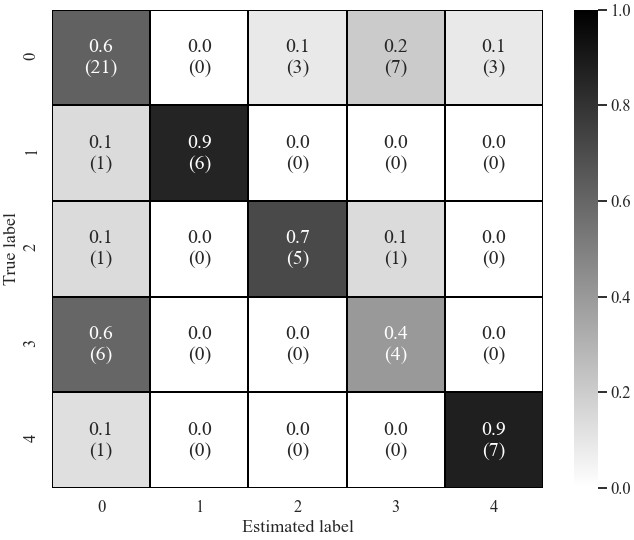 0.6 0.0 0.1 0.2 0.1
(21) (0) (3) (7) (3)
0.1 0.9 0.0 0.0 0.0
(1) (6) (0) (0) (0)
0.1 0.0 0.7 0.1 0.0
(1) (0) (5) (1) (0)
0.6 0.0 0.0 0.4 0.0
(6) (0) (0) (4) (0)
0.1 0.0 0.0 0.0 0.9
(1) (0) (0) (0) (7)
0
1
2
3
4
True label
0 1 2 3 4
Estimated label
1.0
0.8
0.6
0.4
0.2
0.0